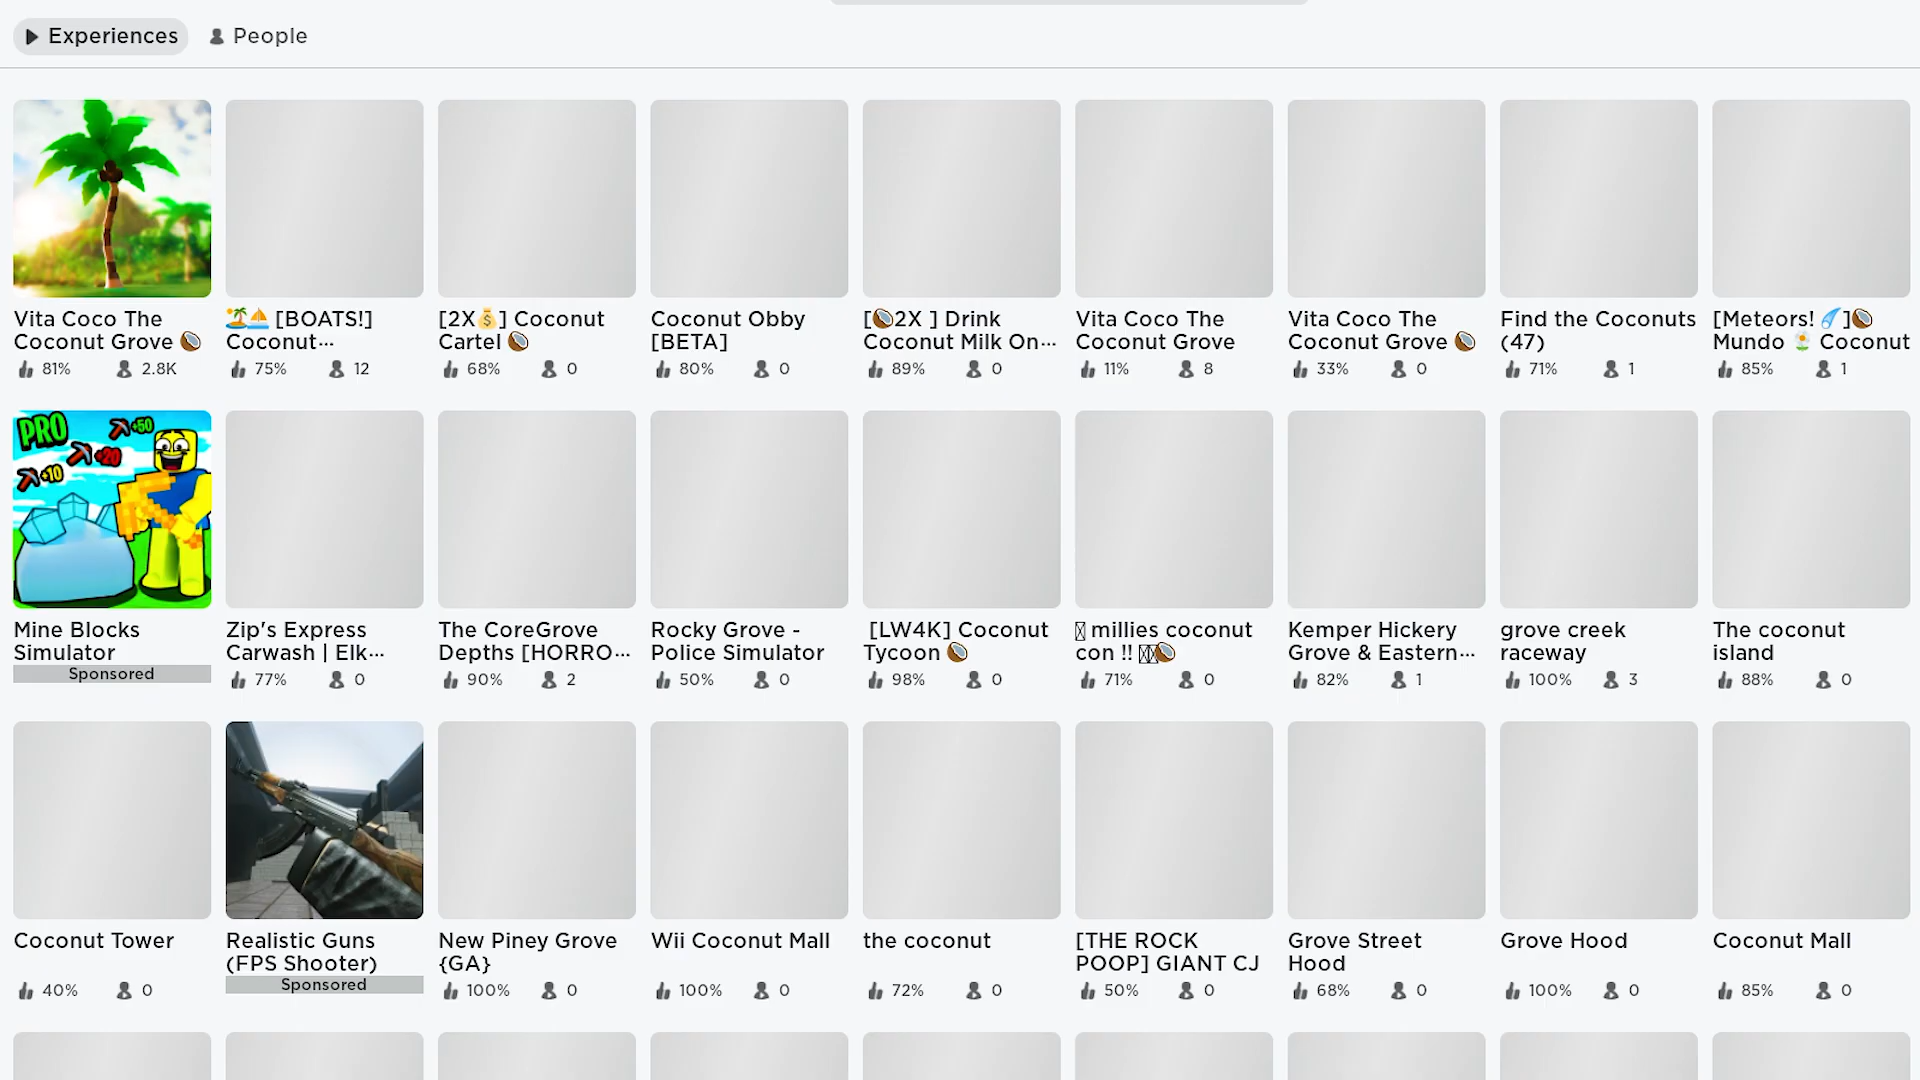 Experiences
People
Vita Coco The
Coconut Grove 🥥
81% 2.8K
🏝️⛵ [BOATS!]
Coconut...
75% 12
[2X💰] Coconut
Cartel 🥥
68% 0
Coconut Obby
[BETA]
80% 0
[🥥2X ] Drink
Coconut Milk On...
89% 0
Vita Coco The
Coconut Grove
11% 8
Vita Coco The
Coconut Grove 🥥
33% 0
Find the Coconuts
(47)
71% 1
[Meteors! ☄️]🥥
Mundo 🌼 Coconut
85% 1
PRO
+50
+20
+10
Mine Blocks
Simulator
Sponsored
Zip's Express
Carwash | Elk...
77% 0
The CoreGrove
Depths [HORRO...
90% 2
Rocky Grove -
Police Simulator
50% 0
[LW4K] Coconut
Tycoon 🥥
98% 0
millies coconut
con !! 🥥
71% 0
Kemper Hickery
Grove & Eastern...
82% 1
grove creek
raceway
100% 3
The coconut
island
88% 0
Coconut Tower
40% 0
Realistic Guns
(FPS Shooter)
Sponsored
New Piney Grove
{GA}
100% 0
Wii Coconut Mall
100% 0
the coconut
72% 0
[THE ROCK
POOP] GIANT CJ
50% 0
Grove Street
Hood
68% 0
Grove Hood
100% 0
Coconut Mall
85% 0